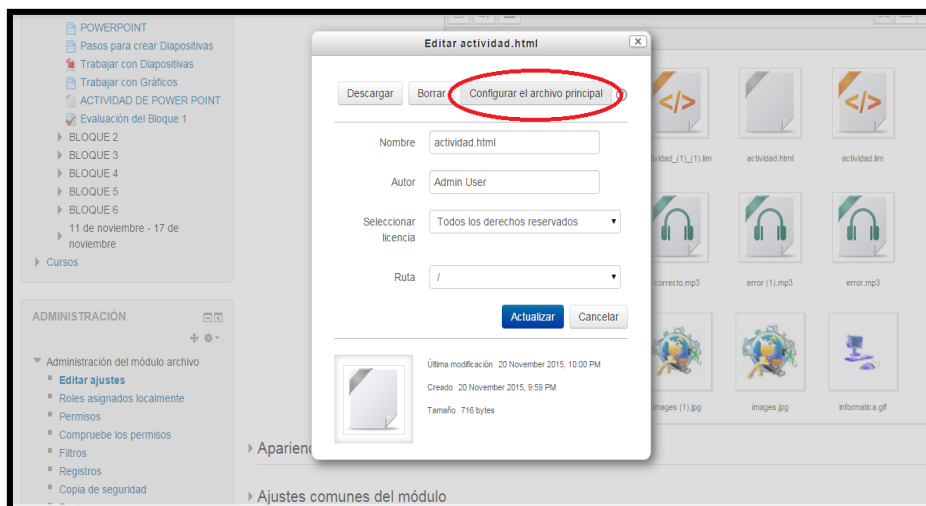 POWERPOINT
Pasos para crear Diapositivas
Trabajar con Diapositivas
Trabajar con Gráficos
ACTIVIDAD DE POWER POINT
Evaluación del Bloque 1
BLOQUE 2
BLOQUE 3
BLOQUE 4
BLOQUE 5
BLOQUE 6
11 de noviembre - 17 de
noviembre
Cursos
ADMINISTRACIÓN
Administración del módulo archivo
Editar ajustes
Roles asignados localmente
Permisos
Compruebe los permisos
Filtros
Registros
Copia de seguridad
Editar actividad.html
Descargar
Borrar
Configurar el archivo principal
Nombre
actividad.html
Autor
Admin User
Seleccionar
licencia
Todos los derechos reservados
Ruta
/
Actualizar
Cancelar
Última modificación 20 November 2015, 10:00 PM
Creado 20 November 2015, 9:59 PM
Tamaño 716 bytes
vidad_(1)_(1).lim
actividad.html
actividad.lim
orrecto.mp3
error (1).mp3
error.mp3
mages (1).jpg
images.jpg
informatica.gif
Aparien
Ajustes comunes del módulo